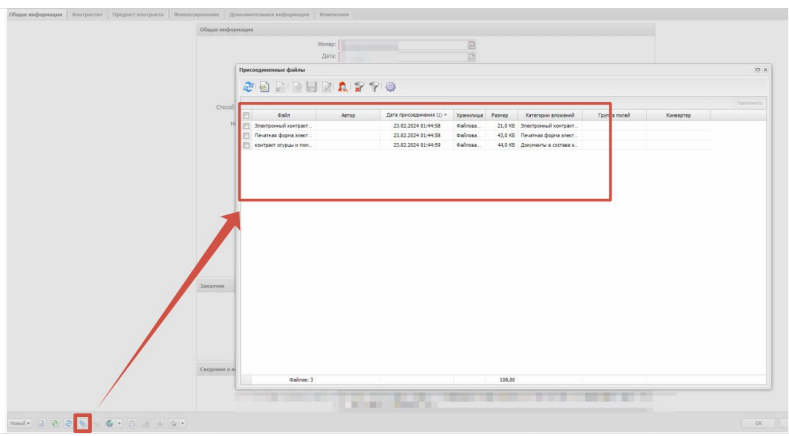 Общая информация Контрагент Предмет контракта Финансирование Дополнительная информация Изменения
Общая информация
Номер:
Дата:
Присоединенные файлы
Способ
Применить
Файл Автор Дата присоединения (1) Хранилище Размер Категории вложений Группа полей Конвертер
Электронный контракт... 23.02.2024 01:44:58 Файлова... 21,0 КБ Электронный контракт...
Печатная форма элект... 23.02.2024 01:44:58 Файлова... 43,0 КБ Печатная форма элект...
контракт огурцы и пом... 23.02.2024 01:44:59 Файлова... 44,0 КБ Документы в составе э...
Заказчик
Сведения о
Файлов: 3 108,00
Новый OK